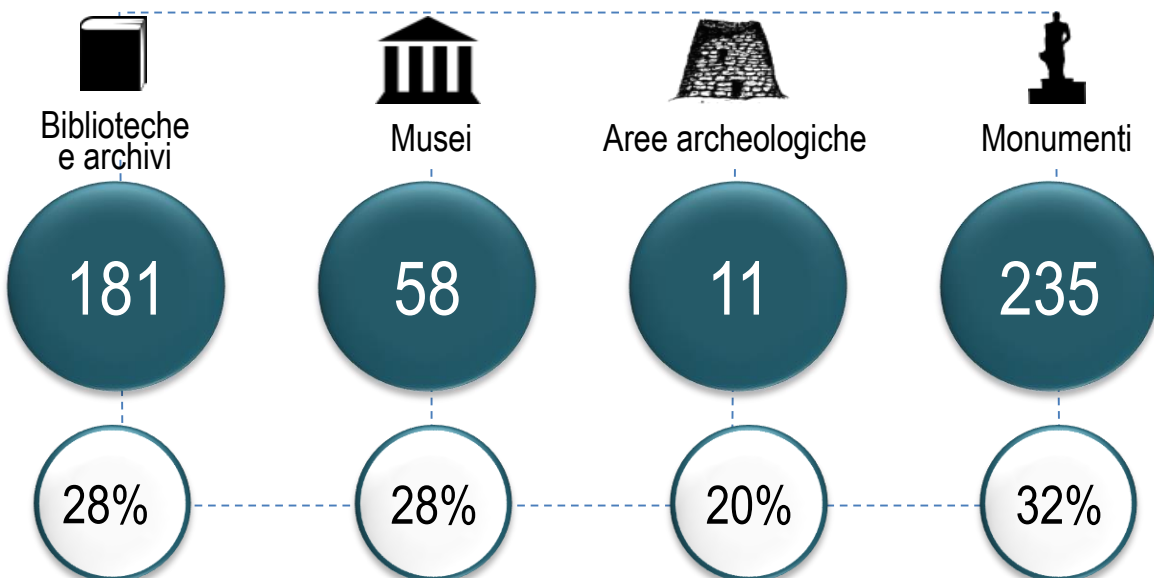 Biblioteche
e archivi
Musei
Aree archeologiche
Monumenti
181
58
11
235
28%
28%
20%
32%